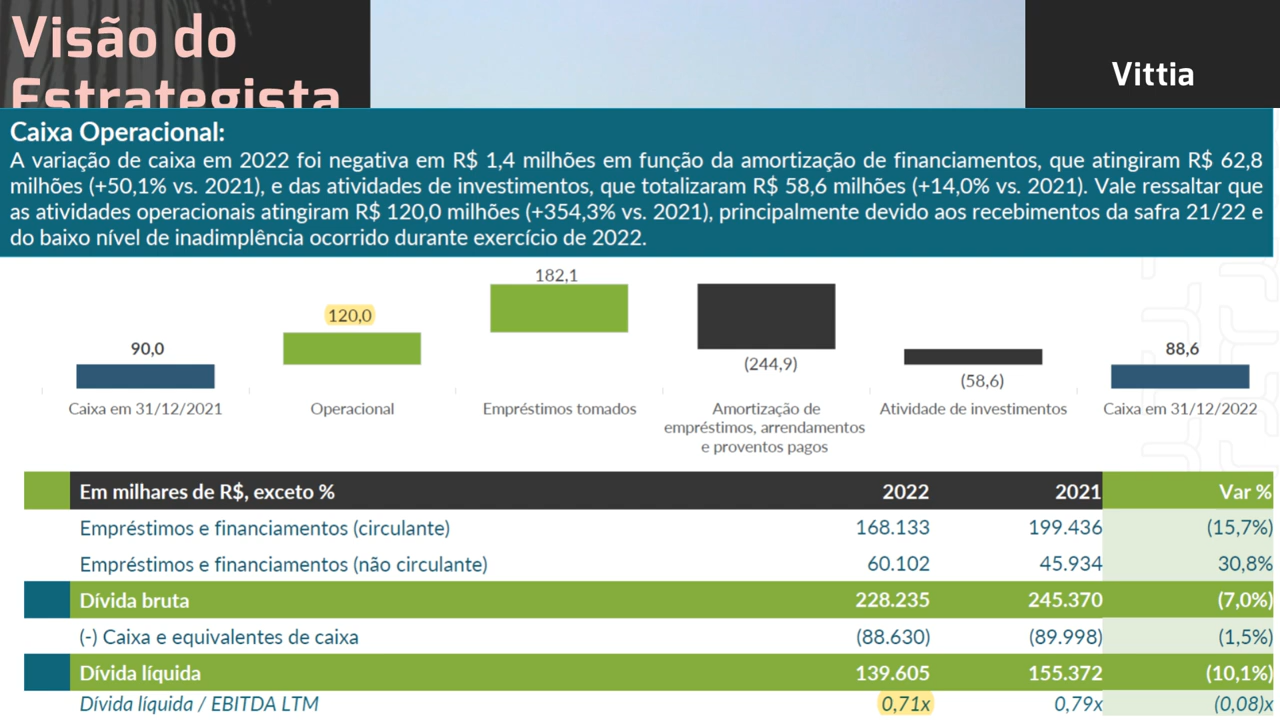 Visão do
Estrategista
Vittia
Caixa Operacional:
A variação de caixa em 2022 foi negativa em R$ 1,4 milhões em função da amortização de financiamentos, que atingiram R$ 62,8
milhões (+50,1% vs. 2021), e das atividades de investimentos, que totalizaram R$ 58,6 milhões (+14,0% vs. 2021). Vale ressaltar que
as atividades operacionais atingiram R$ 120,0 milhões (+354,3% vs. 2021), principalmente devido aos recebimentos da safra 21/22 e
do baixo nível de inadimplência ocorrido durante exercício de 2022.
90,0
120,0
182,1
(244,9)
(58,6)
88,6
Caixa em 31/12/2021
Operacional
Empréstimos tomados
Amortização de
empréstimos, arrendamentos
e proventos pagos
Atividade de investimentos
Caixa em 31/12/2022
Em milhares de R$, exceto % 2022 2021 Var %
Empréstimos e financiamentos (circulante) 168.133 199.436 (15,7%)
Empréstimos e financiamentos (não circulante) 60.102 45.934 30,8%
Dívida bruta 228.235 245.370 (7,0%)
(-) Caixa e equivalentes de caixa (88.630) (89.998) (1,5%)
Dívida líquida 139.605 155.372 (10,1%)
Dívida líquida / EBITDA LTM 0,71x 0,79x (0,08)x